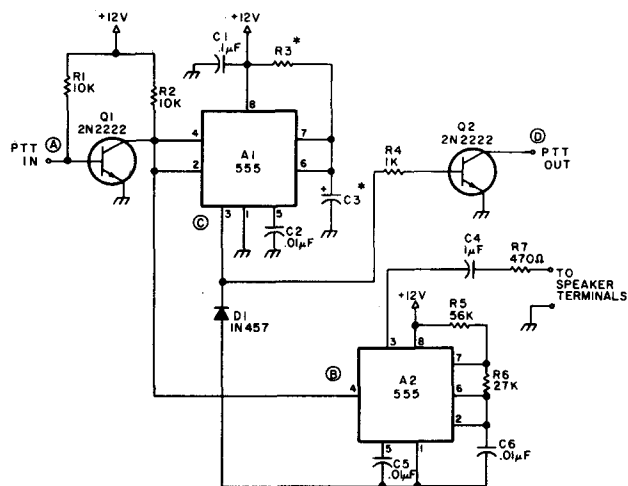 +12V
+12V
R1
10K
R2
10K
C1
.1µF
R3 *
Q1
2N2222
A
PTT
IN
8
4
2
7
6
A1
555
C
3
1
5
C2
.01µF
+
C3 *
R4
1K
Q2
2N2222
D
PTT
OUT
D1
1N457
C4
1µF
R7
470Ω
TO
SPEAKER
TERMINALS
+12V
R5
56K
3
8
B
4
A2
555
7
6
2
R6
27K
5
1
C5
.01µF
C6
.01µF